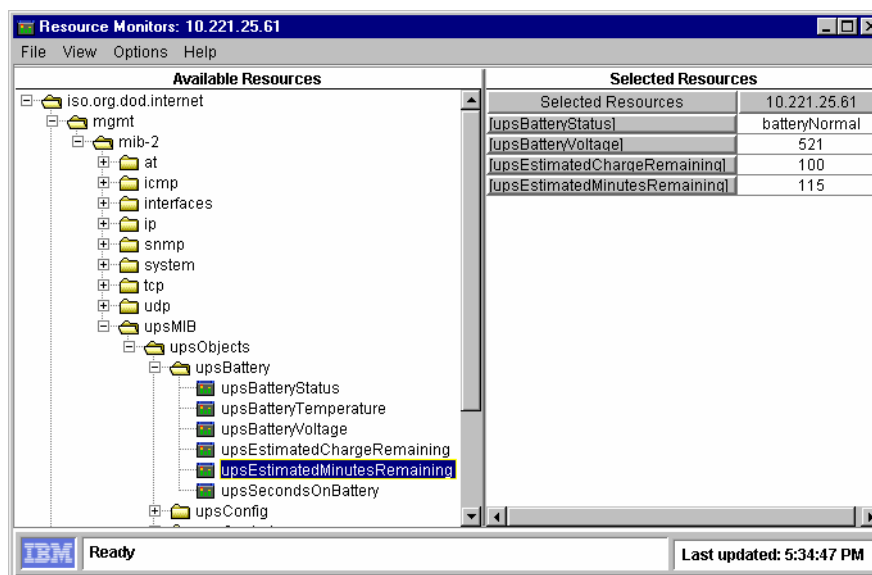 Resource Monitors: 10.221.25.61
File View Options Help
Available Resources
iso.org.dod.internet
mgmt
mib-2
at
icmp
interfaces
ip
snmp
system
tcp
udp
upsMIB
upsObjects
upsBattery
upsBatteryStatus
upsBatteryTemperature
upsBatteryVoltage
upsEstimatedChargeRemaining
upsEstimatedMinutesRemaining
upsSecondsOnBattery
upsConfig
Selected Resources
Selected Resources 10.221.25.61
[upsBatteryStatus] batteryNormal
[upsBatteryVoltage] 521
[upsEstimatedChargeRemaining] 100
[upsEstimatedMinutesRemaining] 115
IBM Ready Last updated: 5:34:47 PM